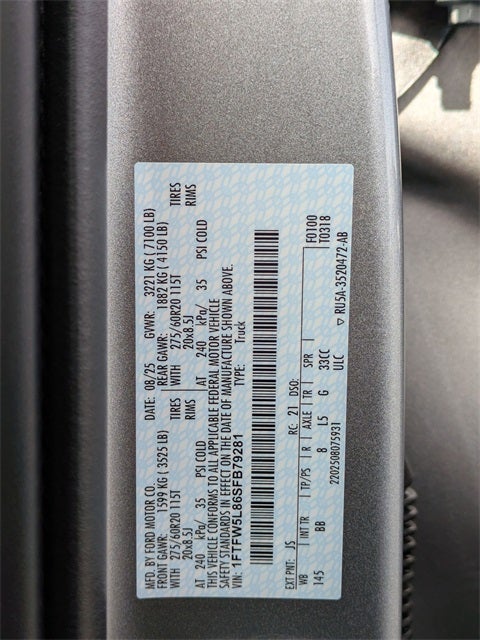 MFD. BY FORD MOTOR CO.
DATE: 08/25 GVWR: 3221 KG ( 7100 LB)
FRONT GAWR: 1599 KG ( 3525 LB) REAR GAWR: 1882 KG ( 4150 LB)
WITH 275/60R20 115T TIRES WITH 275/60R20 115T TIRES
20x8.5J RIMS 20x8.5J RIMS
AT 240 kPa/ 35 PSI COLD AT 240 kPa/ 35 PSI COLD
THIS VEHICLE CONFORMS TO ALL APPLICABLE FEDERAL MOTOR VEHICLE
SAFETY STANDARDS IN EFFECT ON THE DATE OF MANUFACTURE SHOWN ABOVE.
VIN: 1FTFW5L86SFB79281 TYPE: Truck
EXT PNT: JS RC: 21 DSO: F0100
WB INT TR TP/PS R AXLE TR SPR T0318
145 BB 8 L5 G 33CC
ULC
2202508075931 ▽ RU5A-3520472-AB